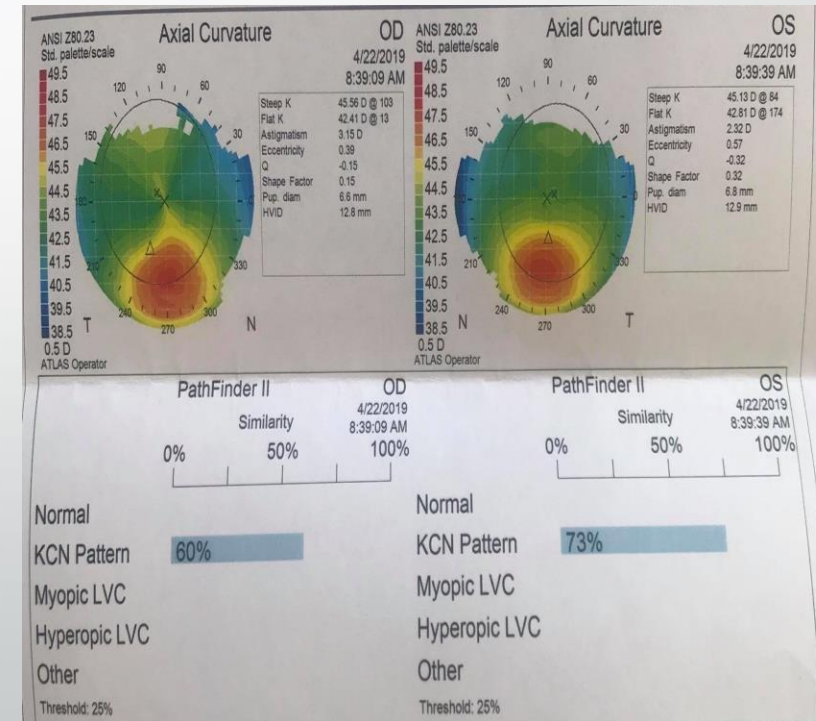 ANSI Z80.23
Std. palette/scale
Axial Curvature
OD
4/22/2019
8:39:09 AM
49.5
48.5
47.5
46.5
45.5
44.5
43.5
42.5
41.5
40.5
39.5
38.5
0.5 D
ATLAS Operator
90
120
60
150
30
180
0
210
330
240
300
270
T
N
Steep K 45.56 D @ 103
Flat K 42.41 D @ 13
Astigmatism 3.15 D
Eccentricity 0.39
Q -0.15
Shape Factor 0.15
Pup. diam 6.6 mm
HVID 12.8 mm
ANSI Z80.23
Std. palette/scale
Axial Curvature
OS
4/22/2019
8:39:39 AM
49.5
48.5
47.5
46.5
45.5
44.5
43.5
42.5
41.5
40.5
39.5
38.5
0.5 D
ATLAS Operator
90
120
60
150
30
210
330
240
300
270
N
T
Steep K 45.13 D @ 84
Flat K 42.81 D @ 174
Astigmatism 2.32 D
Eccentricity 0.57
Q -0.32
Shape Factor 0.32
Pup. diam 6.8 mm
HVID 12.9 mm
PathFinder II
OD
4/22/2019
8:39:09 AM
Similarity
0% 50% 100%
Normal
KCN Pattern 60%
Myopic LVC
Hyperopic LVC
Other
Threshold: 25%
PathFinder II
OS
4/22/2019
8:39:39 AM
Similarity
0% 50% 100%
Normal
KCN Pattern 73%
Myopic LVC
Hyperopic LVC
Other
Threshold: 25%